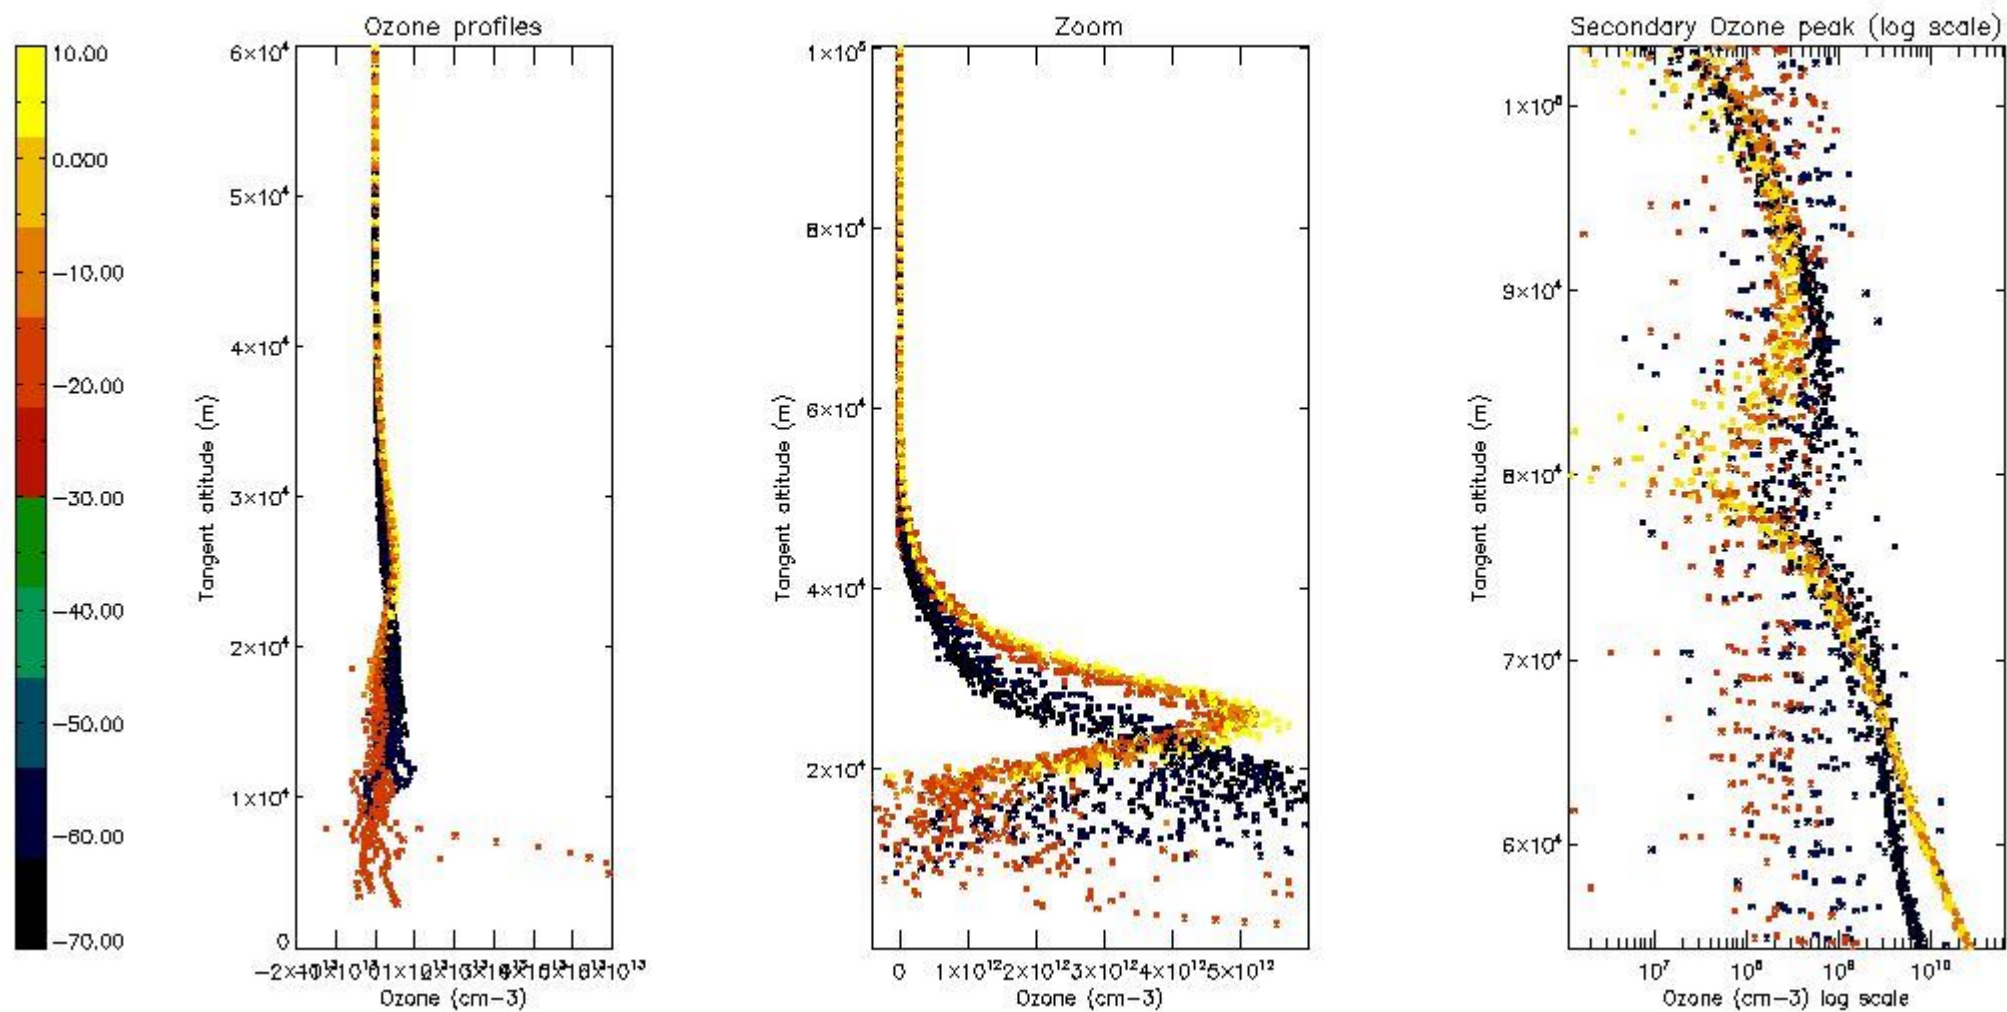 10.00
0.00
−10.00
−20.00
−30.00
−40.00
−50.00
−60.00
−70.00
Ozone profiles
6×10⁴
5×10⁴
4×10⁴
3×10⁴
2×10⁴
1×10⁴
0
Tangent altitude (m)
Ozone (cm−3)
Zoom
1×10⁵
8×10⁴
6×10⁴
4×10⁴
2×10⁴
Tangent altitude (m)
0 1×10¹² 2×10¹² 3×10¹² 4×10¹² 5×10¹²
Ozone (cm−3)
Secondary Ozone peak (log scale)
1×10⁵
9×10⁴
8×10⁴
7×10⁴
6×10⁴
Tangent altitude (m)
10⁷ 10⁸ 10⁹ 10¹⁰
Ozone (cm−3) log scale